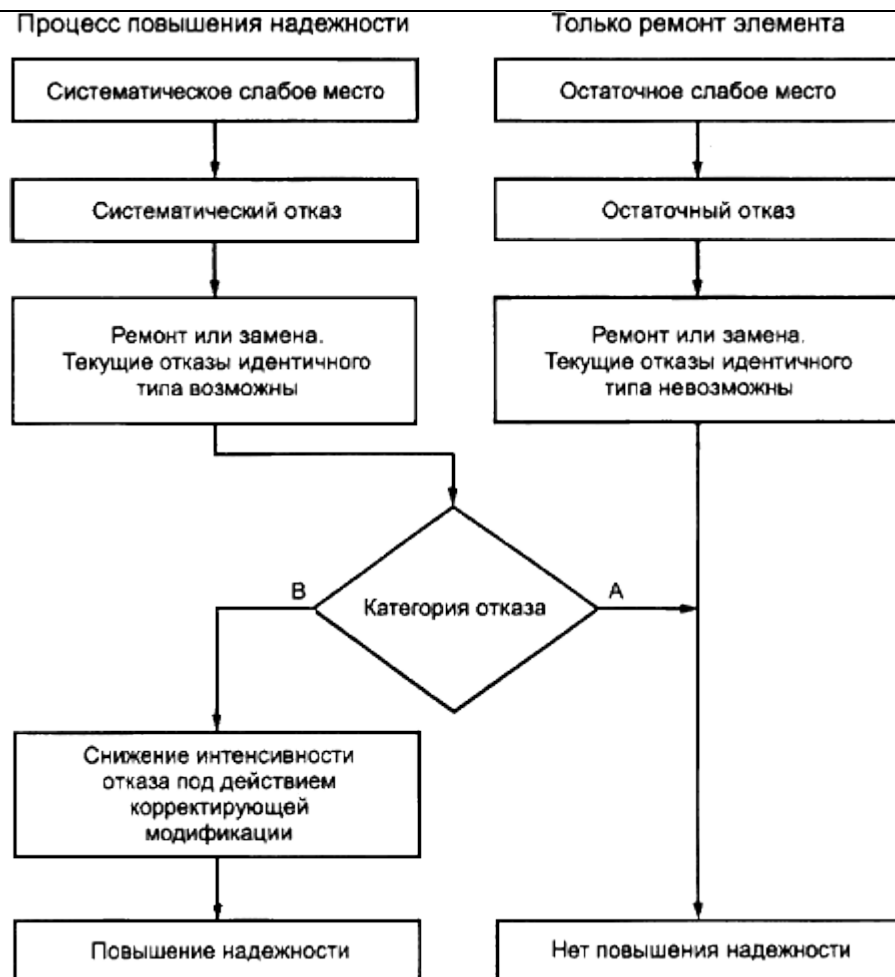 Процесс повышения надежности
Только ремонт элемента
Систематическое слабое место
Остаточное слабое место
Систематический отказ
Остаточный отказ
Ремонт или замена.
Текущие отказы идентичного
типа возможны
Ремонт или замена.
Текущие отказы идентичного
типа невозможны
В
Категория отказа
А
Снижение интенсивности
отказа под действием
корректирующей
модификации
Повышение надежности
Нет повышения надежности